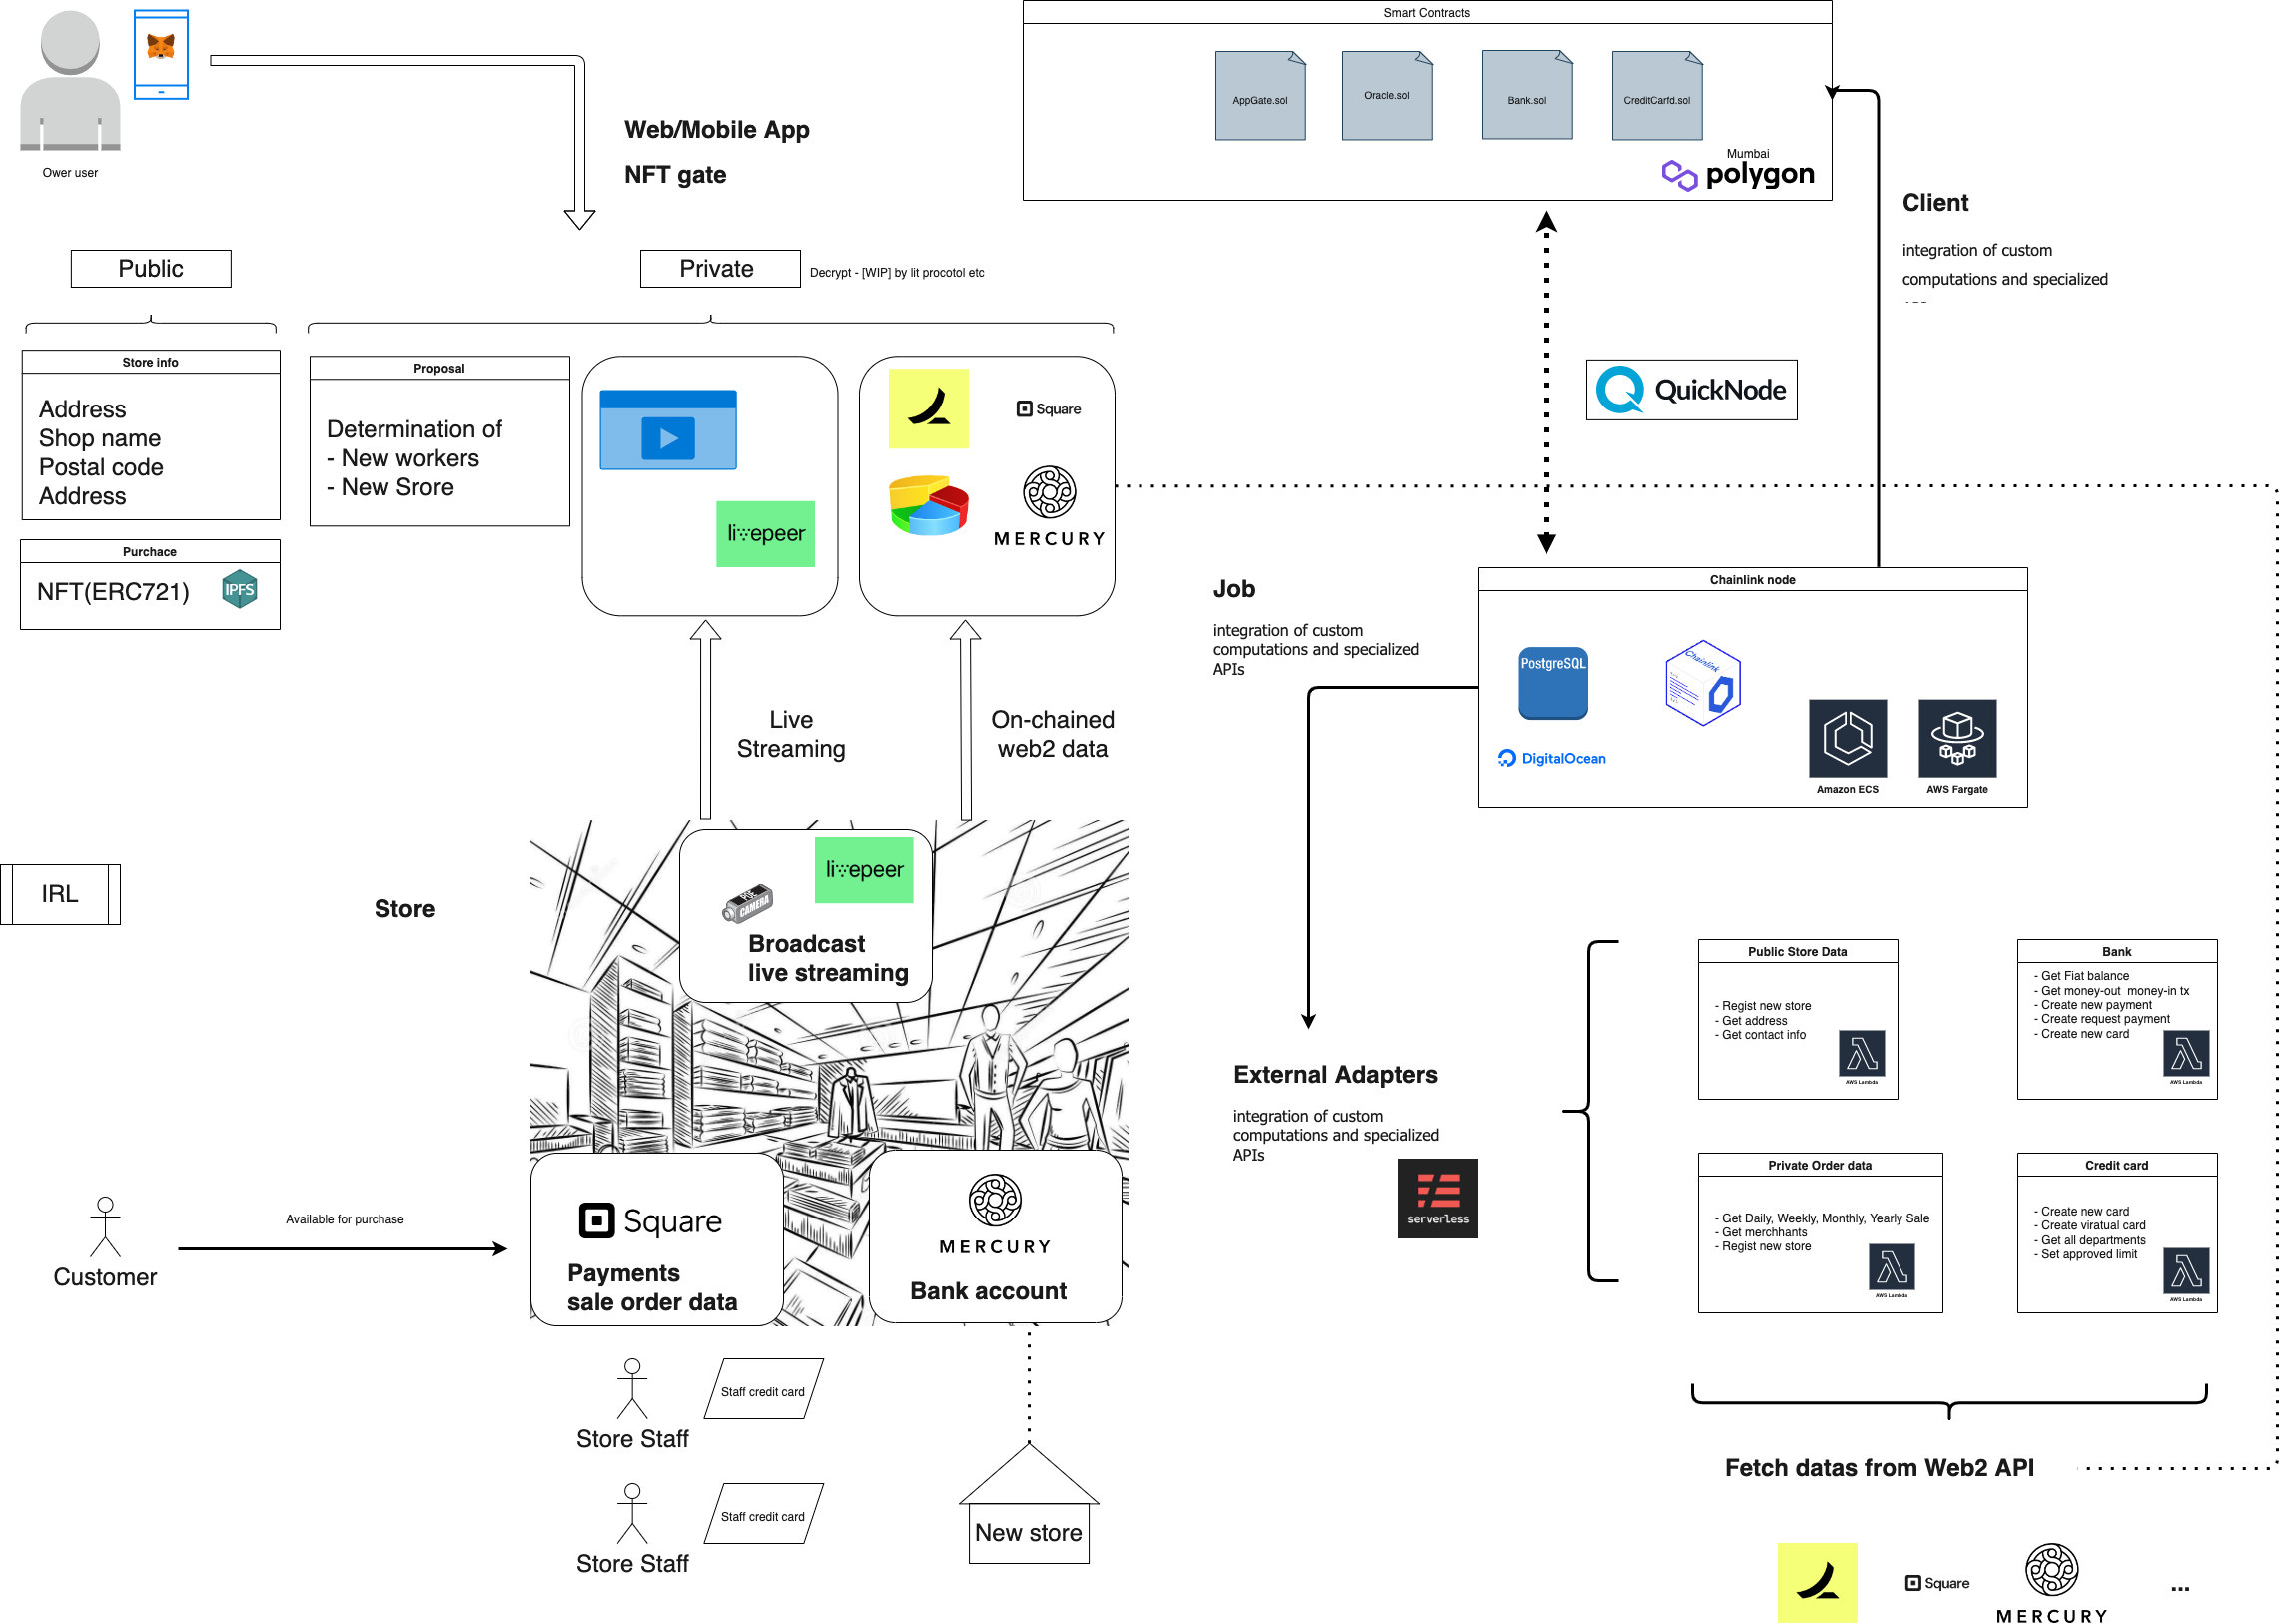 Ower user
Web/Mobile App
NFT gate
Public
Private
Decrypt - [WIP] by lit procotol etc
Store info
Address
Shop name
Postal code
Address
Purchace
NFT(ERC721)
IPFS
Proposal
Determination of
- New workers
- New Srore
livepeer
Square
MERCURY
Live
Streaming
On-chained
web2 data
Smart Contracts
AppGate.sol
Oracle.sol
Bank.sol
CreditCarfd.sol
Mumbai
polygon
Client
integration of custom
computations and specialized
QuickNode
Job
integration of custom
computations and specialized
APIs
Chainlink node
PostgreSQL
Chainlink
DigitalOcean
Amazon ECS
AWS Fargate
IRL
Store
livepeer
CAMERA
Broadcast
live streaming
Customer
Available for purchase
Square
Payments
sale order data
MERCURY
Bank account
Store Staff
Staff credit card
Store Staff
Staff credit card
New store
External Adapters
integration of custom
computations and specialized
APIs
serverless
Public Store Data
- Regist new store
- Get address
- Get contact info
AWS Lambda
Bank
- Get Fiat balance
- Get money-out money-in tx
- Create new payment
- Create request payment
- Create new card
AWS Lambda
Private Order data
- Get Daily, Weekly, Monthly, Yearly Sale
- Get merchhants
- Regist new store
AWS Lambda
Credit card
- Create new card
- Create viratual card
- Get all departments
- Set approved limit
AWS Lambda
Fetch datas from Web2 API
Square
MERCURY
...